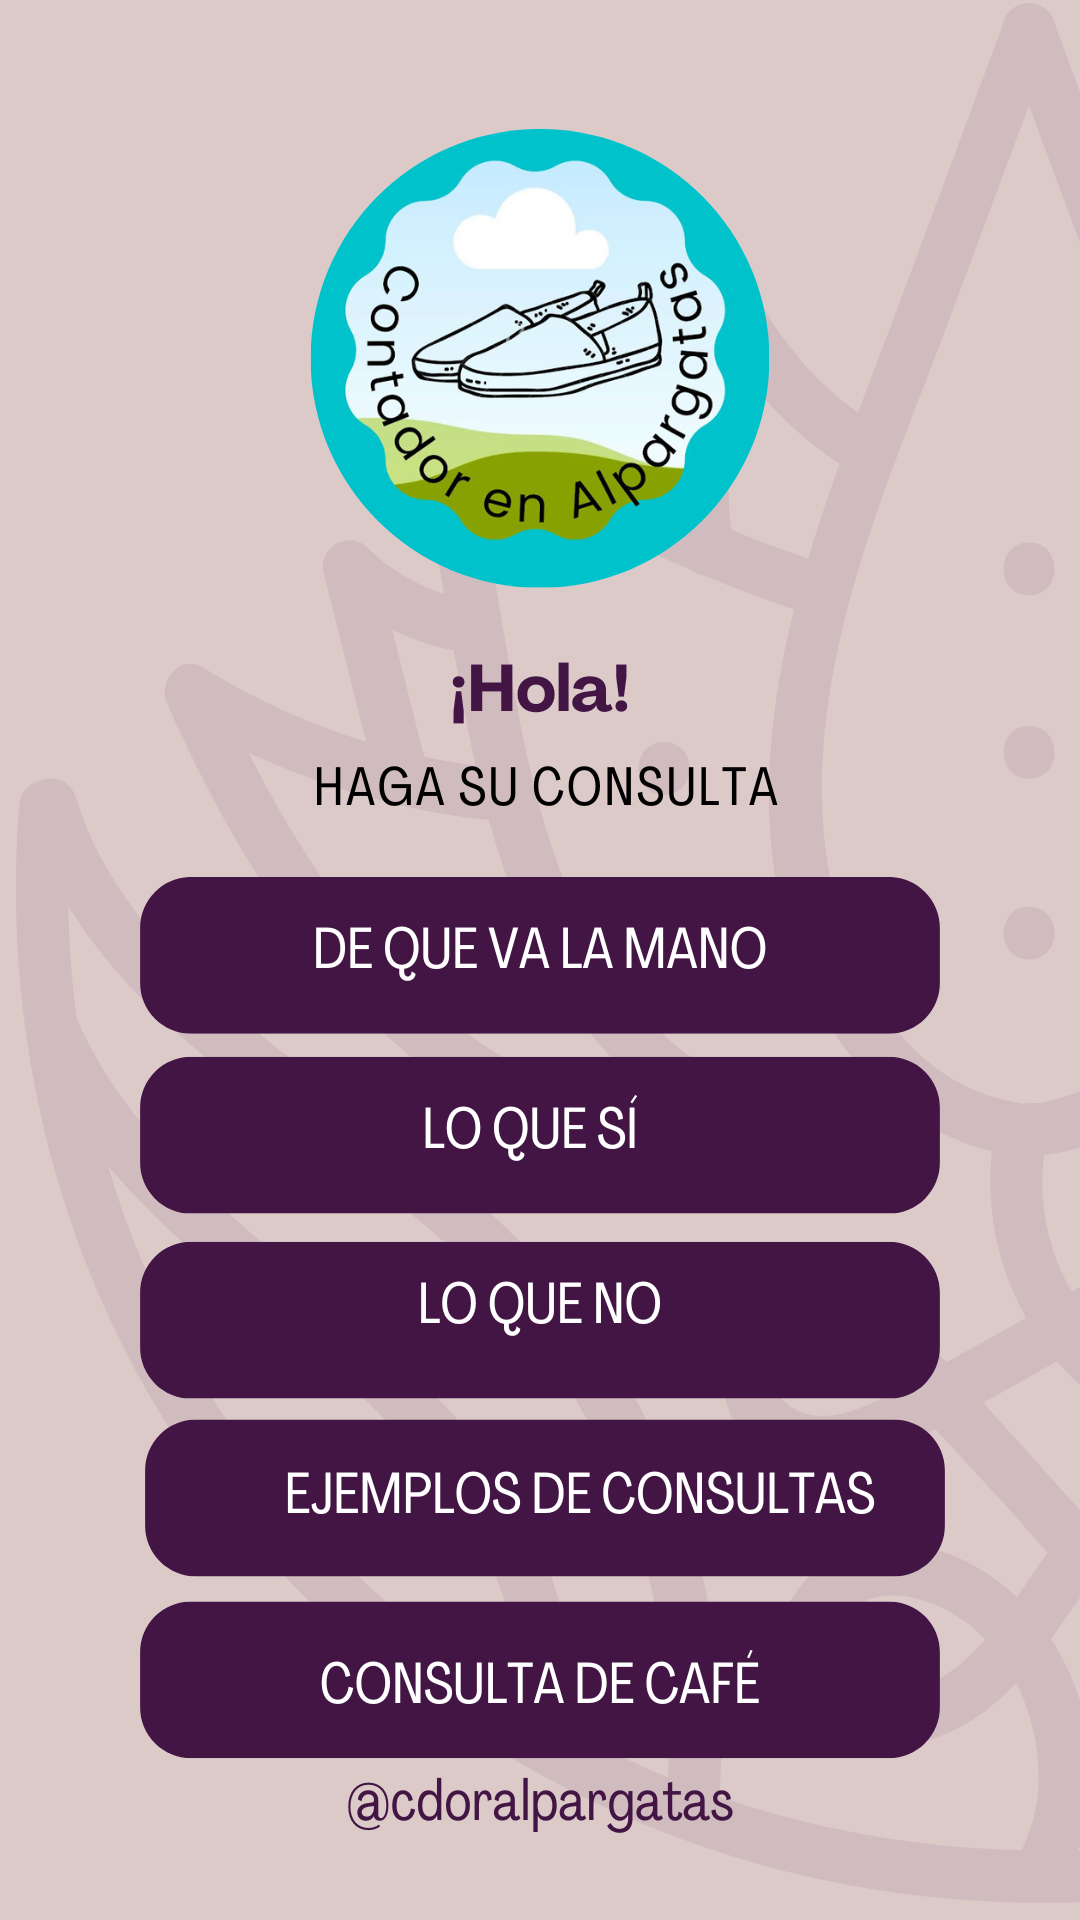 Contador en Alpargatas
¡Hola!
HAGA SU CONSULTA
DE QUE VA LA MANO
LO QUE SÍ
LO QUE NO
EJEMPLOS DE CONSULTAS
CONSULTA DE CAFÉ
@cdoralpargatas